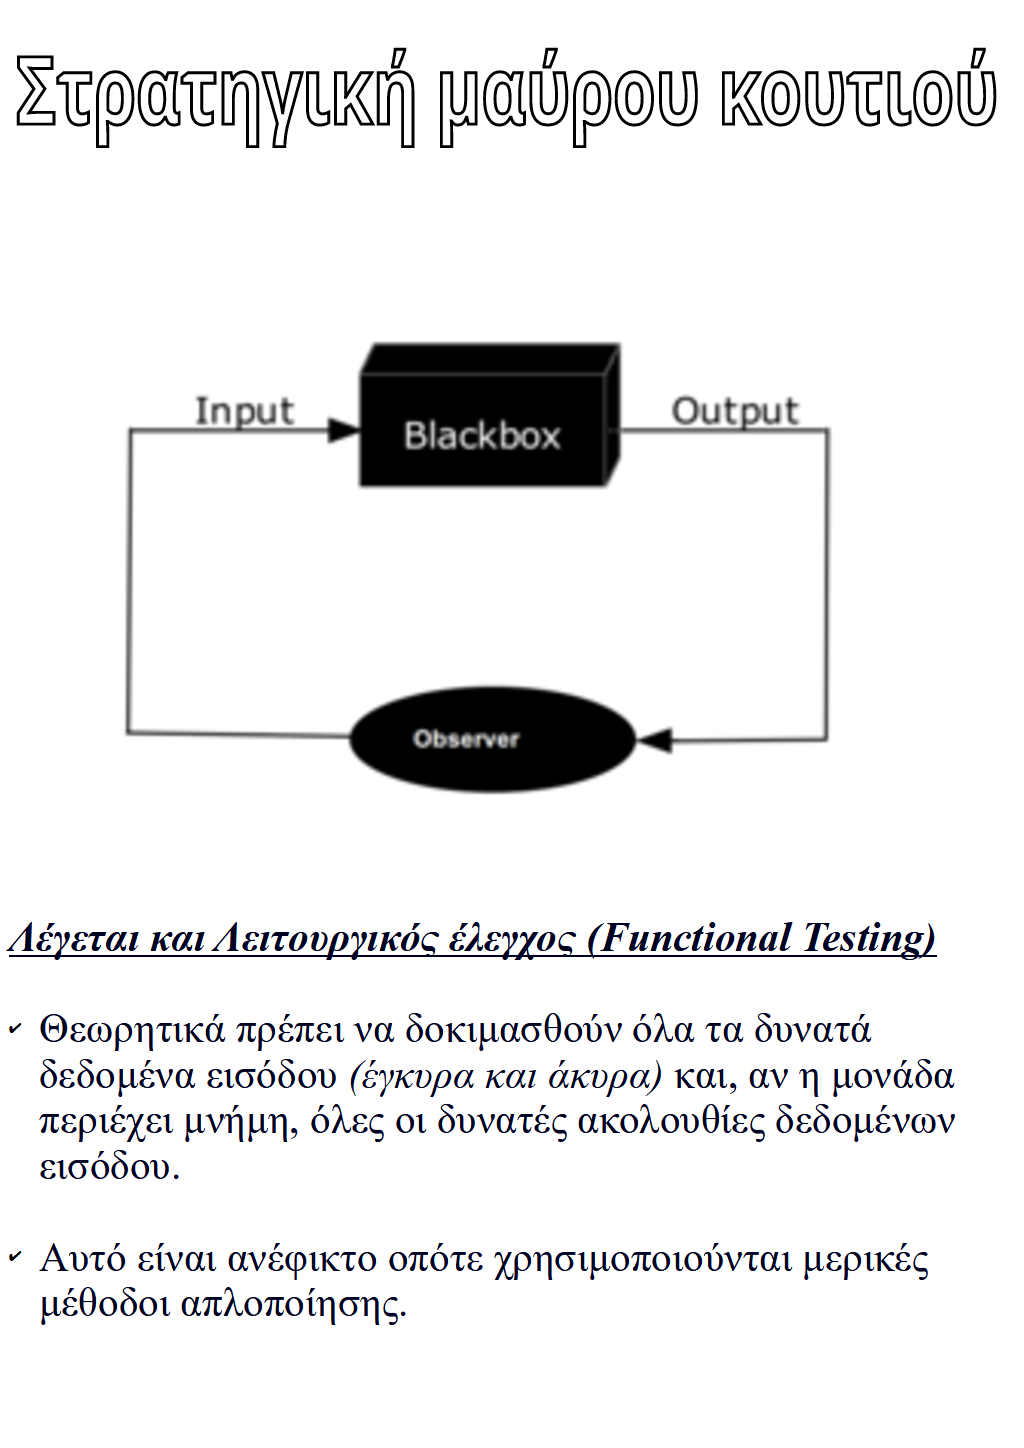 Στρατηγική μαύρου κουτιού
Input
Output
Blackbox
Observer
Λέγεται και Λειτουργικός έλεγχος (Functional Testing)
✔ Θεωρητικά πρέπει να δοκιμασθούν όλα τα δυνατά
δεδομένα εισόδου (έγκυρα και άκυρα) και, αν η μονάδα
περιέχει μνήμη, όλες οι δυνατές ακολουθίες δεδομένων
εισόδου.
✔ Αυτό είναι ανέφικτο οπότε χρησιμοποιούνται μερικές
μέθοδοι απλοποίησης.